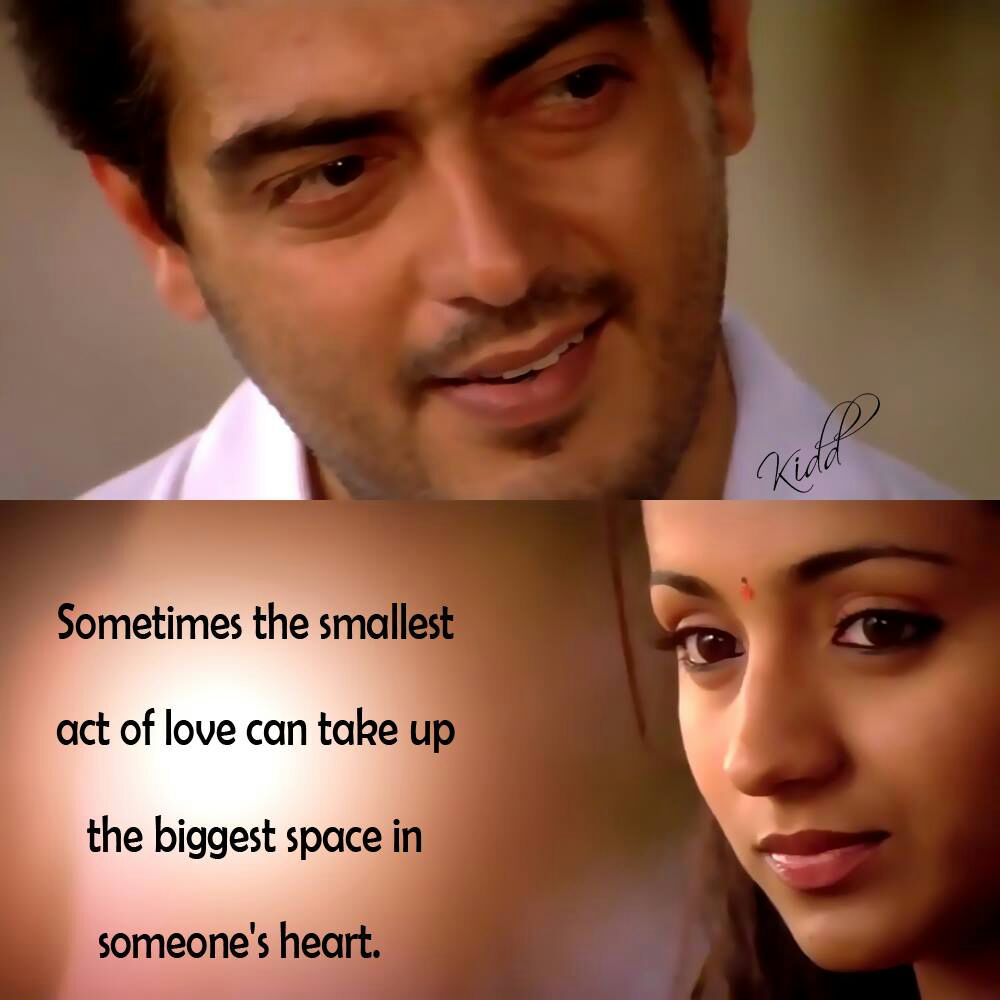 Kidd
Sometimes the smallest
act of love can take up
the biggest space in
someone's heart.